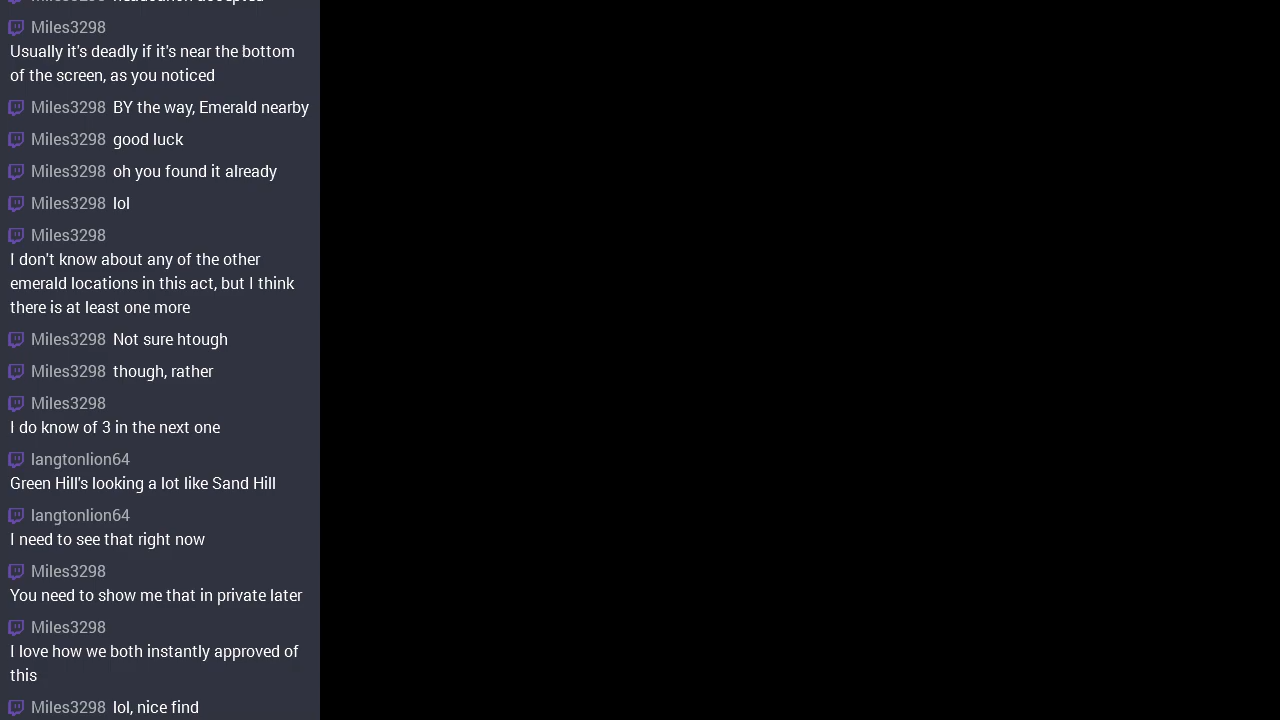 Miles3298 headcanon accepted
Miles3298
Usually it's deadly if it's near the bottom
of the screen, as you noticed
Miles3298 BY the way, Emerald nearby
Miles3298 good luck
Miles3298 oh you found it already
Miles3298 lol
Miles3298
I don't know about any of the other
emerald locations in this act, but I think
there is at least one more
Miles3298 Not sure htough
Miles3298 though, rather
Miles3298
I do know of 3 in the next one
langtonlion64
Green Hill's looking a lot like Sand Hill
langtonlion64
I need to see that right now
Miles3298
You need to show me that in private later
Miles3298
I love how we both instantly approved of
this
Miles3298 lol, nice find